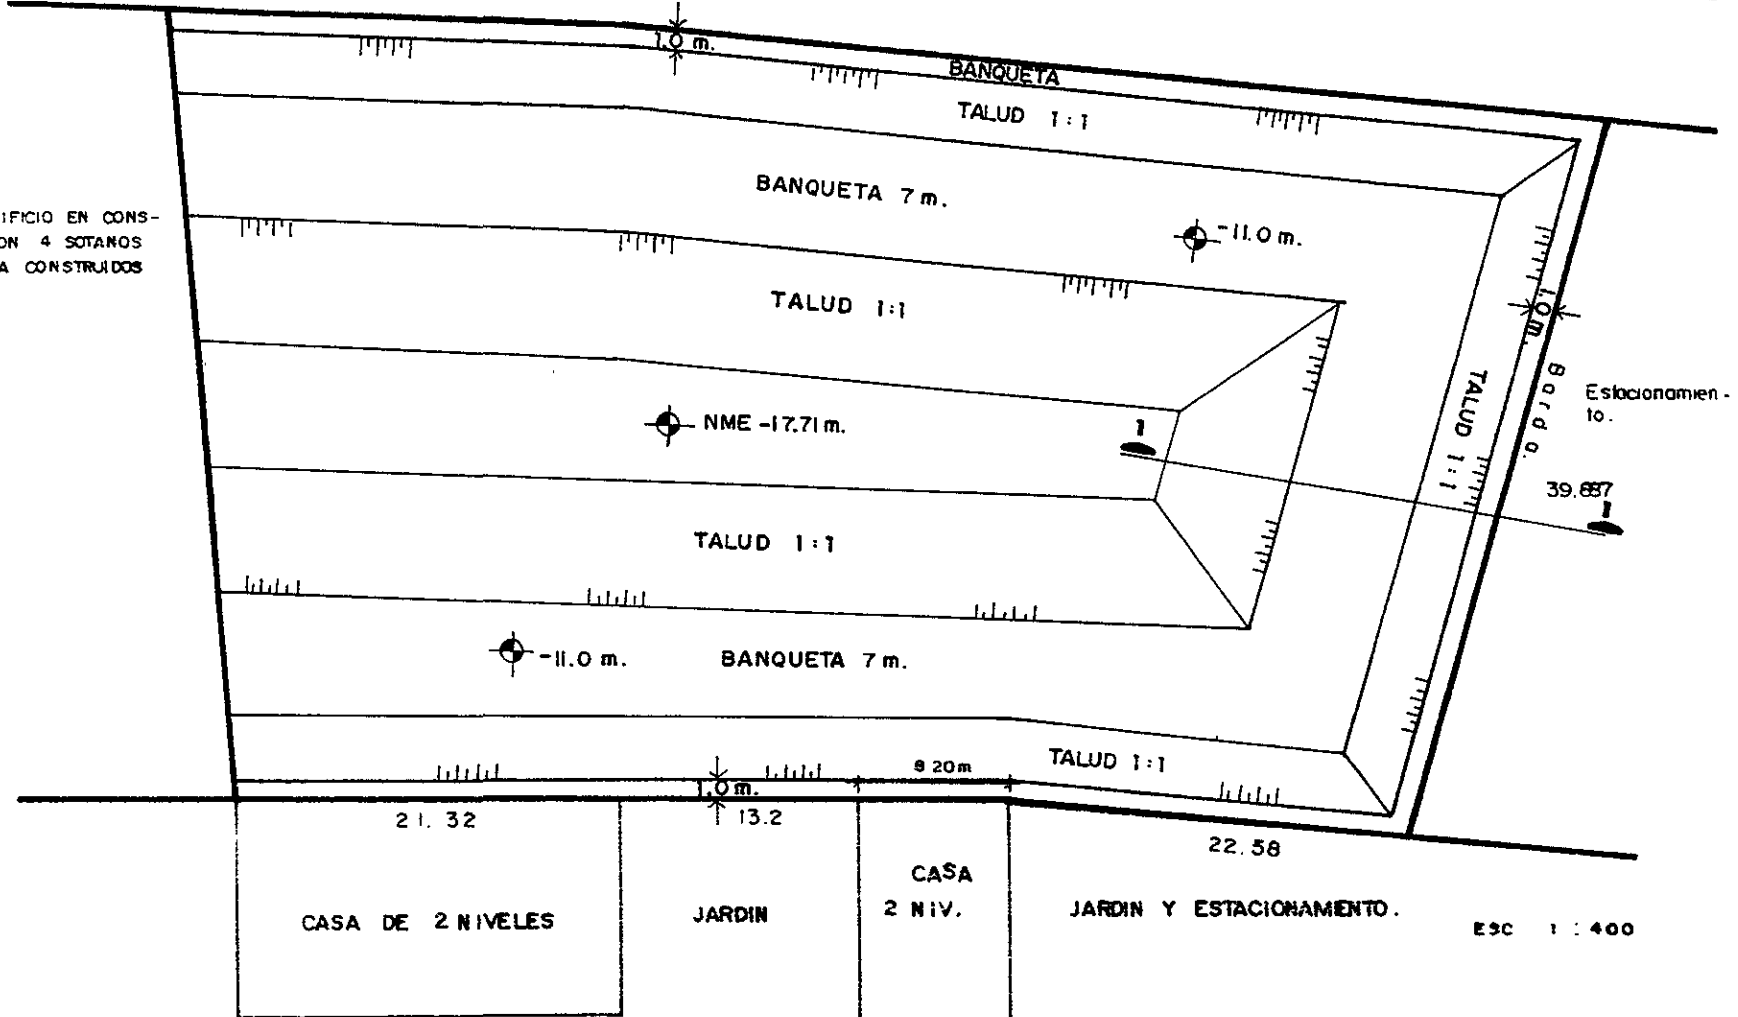 1.0 m.
BANQUETA
TALUD 1:1
BANQUETA 7 m.
-11.0 m.
IFICIO EN CONS-
ON 4 SOTANOS
A CONSTRUIDOS
TALUD 1:1
1.0 m.
Barda.
Estacionamien-
to.
TALUD 1:1
NME -17.71 m.
1
39.887
1
TALUD 1:1
-11.0 m.
BANQUETA 7 m.
TALUD 1:1
8 20 m
1.0 m.
21.32
13.2
22.58
CASA DE 2 NIVELES
JARDIN
CASA
2 NIV.
JARDIN Y ESTACIONAMIENTO.
ESC 1:400